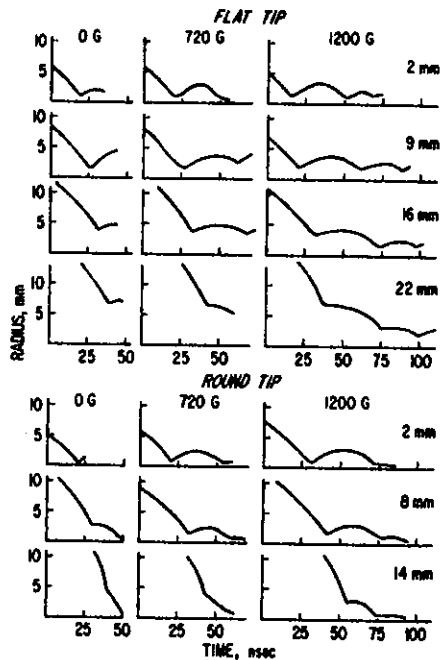 FLAT TIP
0 G 720 G 1200 G
10
5
2 mm
10
5
9 mm
10
5
16 mm
10
5
22 mm
RADIUS, mm
25 50 25 50 25 50 75 100
ROUND TIP
0 G 720 G 1200 G
10
5
2 mm
10
5
8 mm
10
5
14 mm
25 50 25 50 25 50 75 100
TIME, nsec